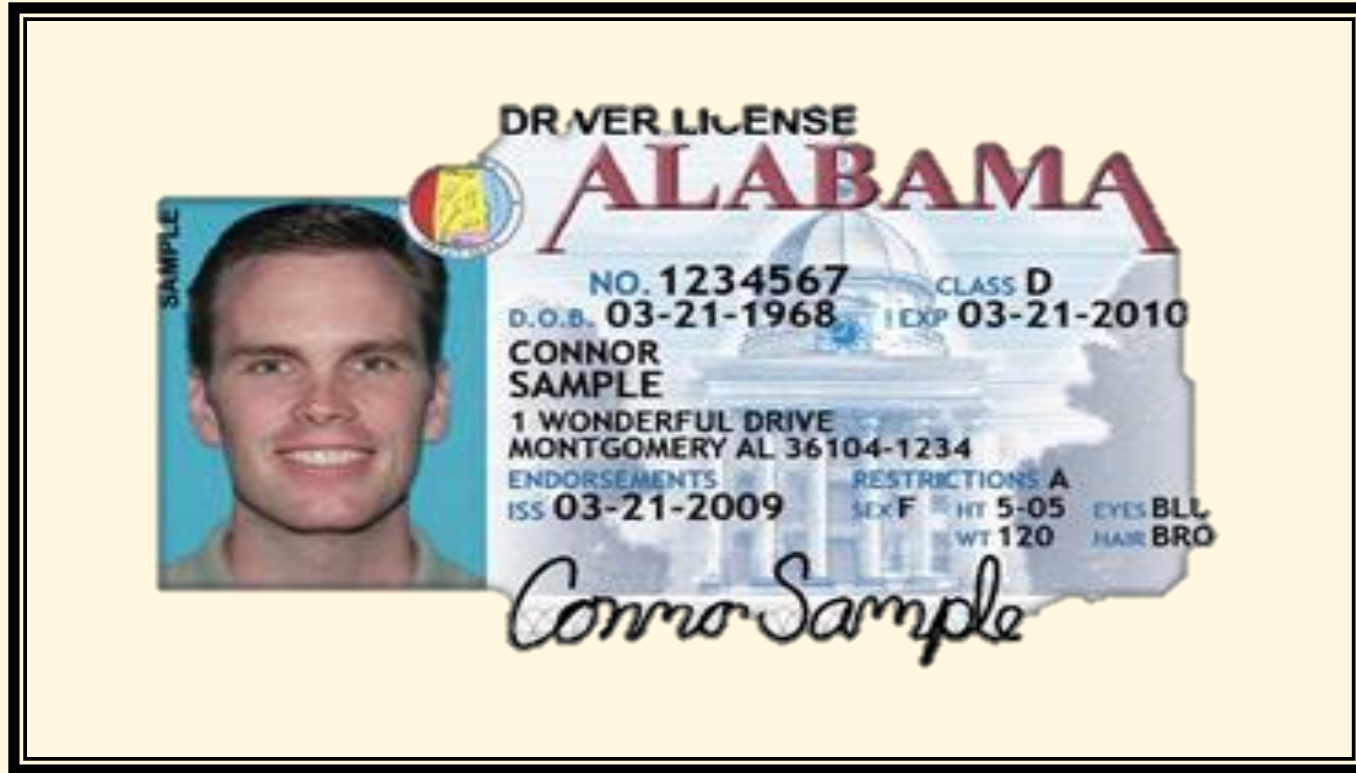 DRIVER LICENSE
ALABAMA
SAMPLE
NO. 1234567 CLASS D
D.O.B. 03-21-1968 EXP 03-21-2010
CONNOR
SAMPLE
1 WONDERFUL DRIVE
MONTGOMERY AL 36104-1234
ENDORSEMENTS RESTRICTIONS A
ISS 03-21-2009 SEX F HT 5-05 EYES BLU
WT 120 HAIR BRO
Connor Sample